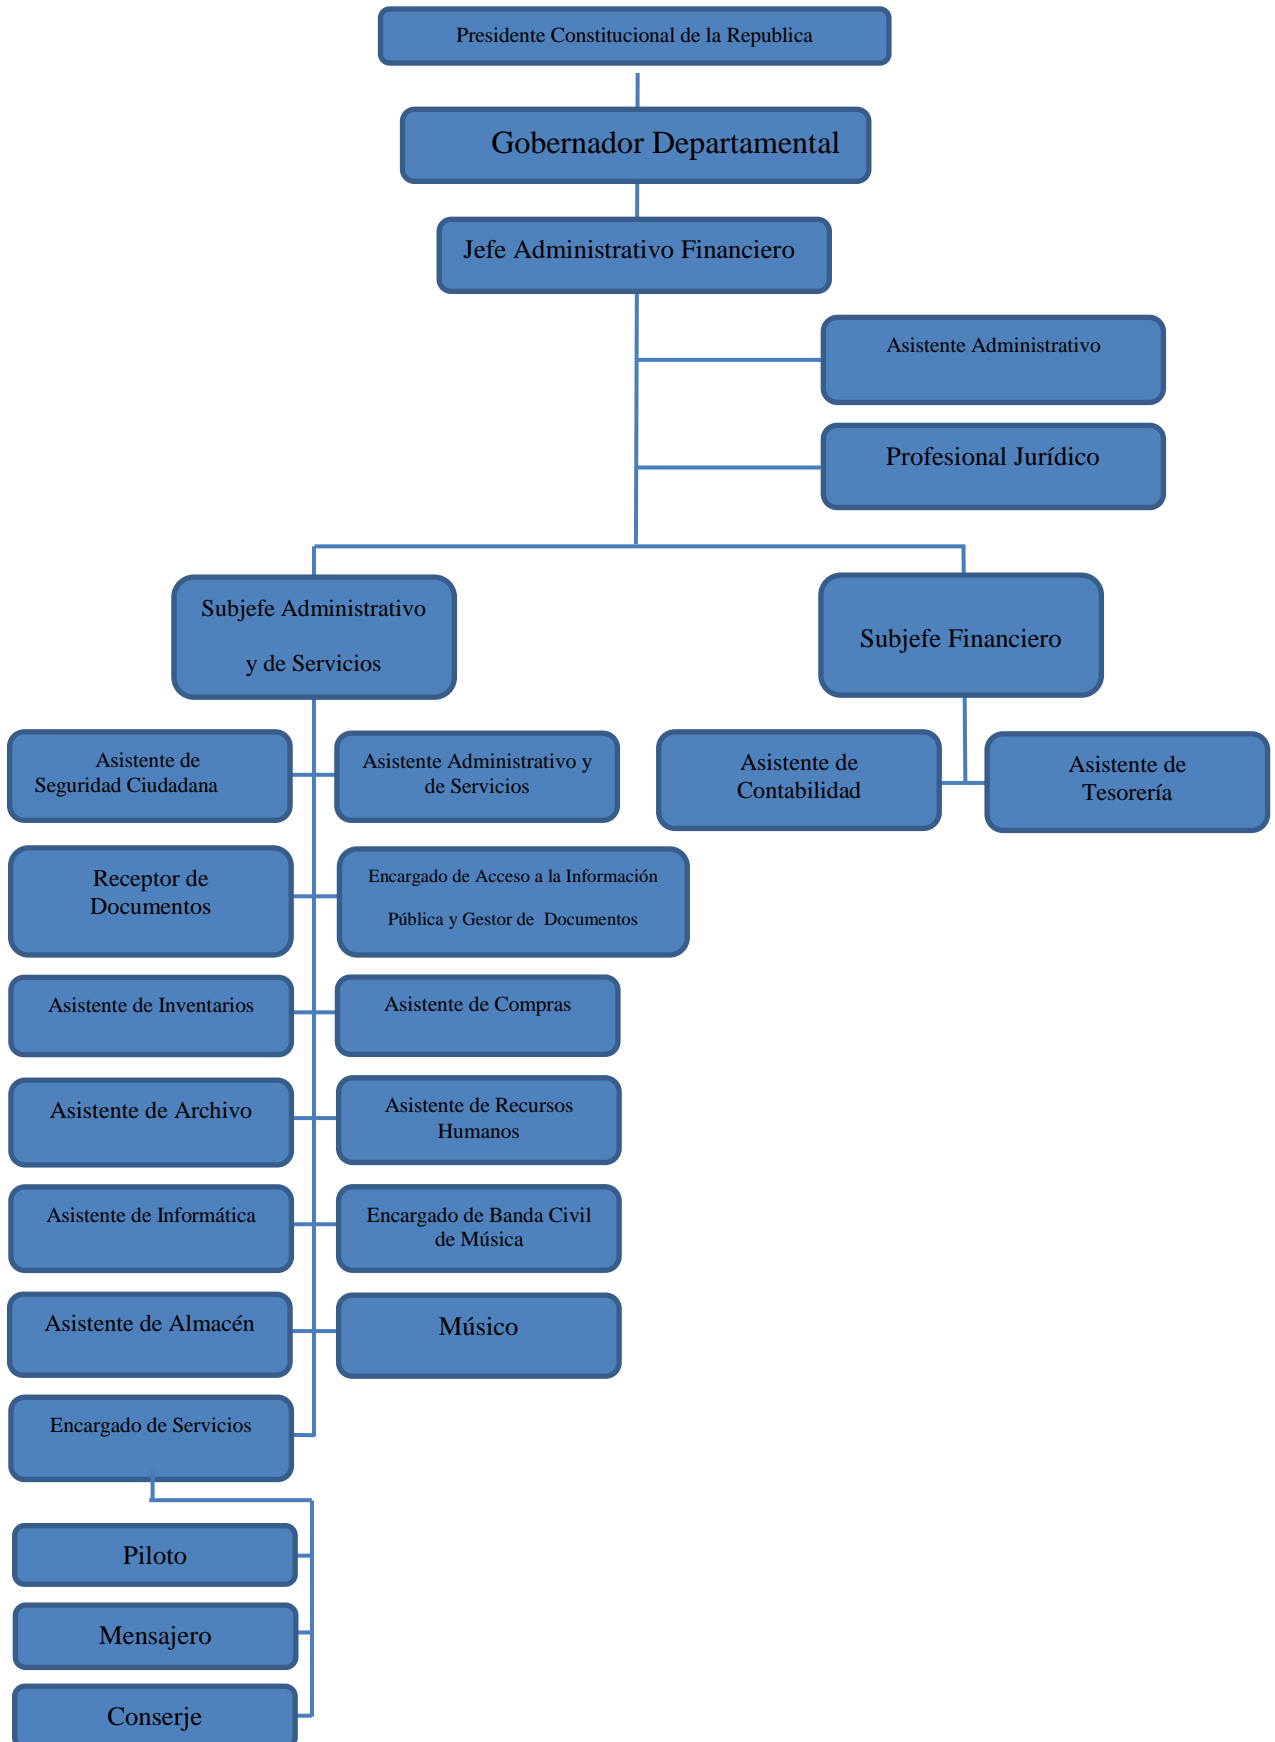 Presidente Constitucional de la Republica
Gobernador Departamental
Jefe Administrativo Financiero
Asistente Administrativo
Profesional Jurídico
Subjefe Administrativo
y de Servicios
Subjefe Financiero
Asistente de
Seguridad Ciudadana
Asistente Administrativo y
de Servicios
Asistente de
Contabilidad
Asistente de
Tesorería
Receptor de
Documentos
Encargado de Acceso a la Información
Pública y Gestor de Documentos
Asistente de Inventarios
Asistente de Compras
Asistente de Archivo
Asistente de Recursos
Humanos
Asistente de Informática
Encargado de Banda Civil
de Música
Asistente de Almacén
Músico
Encargado de Servicios
Piloto
Mensajero
Conserje